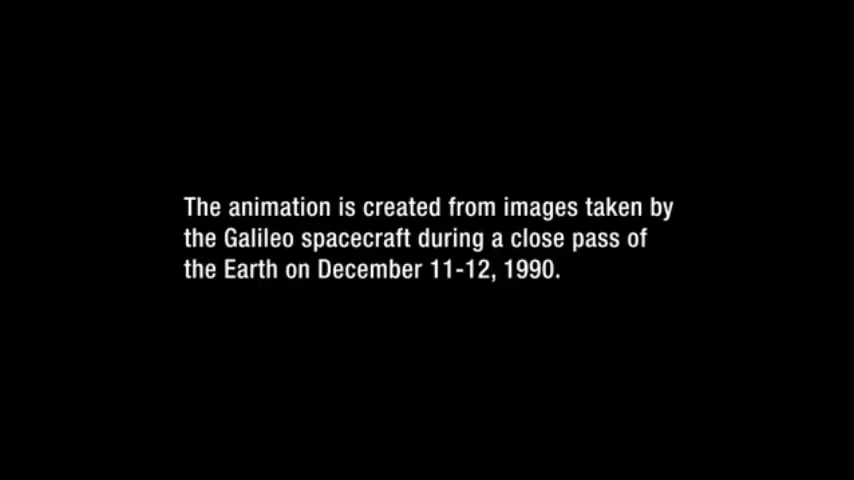 The animation is created from images taken by
the Galileo spacecraft during a close pass of
the Earth on December 11-12, 1990.